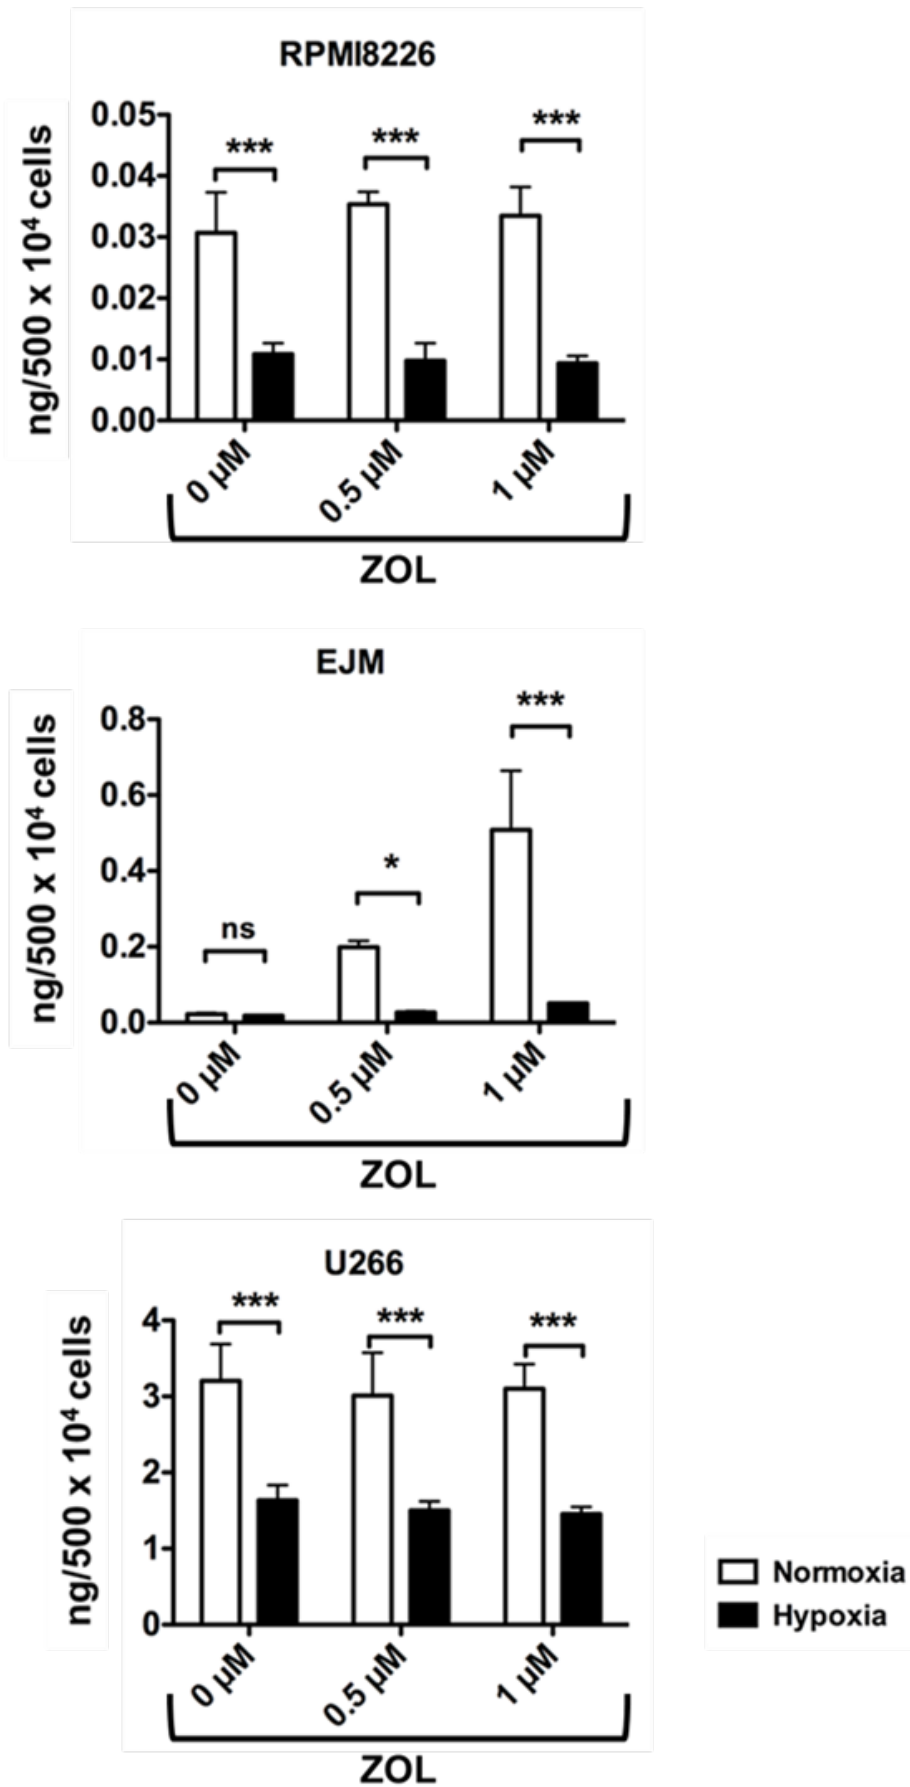 RPMI8226
ng/500 x 10⁴ cells
0.05
0.04
0.03
0.02
0.01
0.00
***
***
***
0 µM
0.5 µM
1 µM
ZOL
EJM
ng/500 x 10⁴ cells
0.8
0.6
0.4
0.2
0.0
ns
*
***
0 µM
0.5 µM
1 µM
ZOL
U266
ng/500 x 10⁴ cells
4
3
2
1
0
***
***
***
0 µM
0.5 µM
1 µM
ZOL
Normoxia
Hypoxia